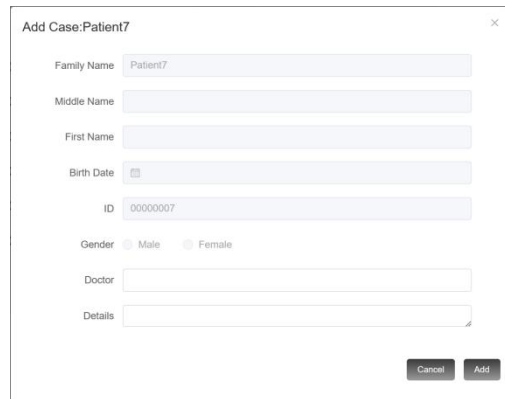 Add Case:Patient7
Family Name Patient7
Middle Name
First Name
Birth Date
ID 00000007
Gender Male Female
Doctor
Details
Cancel Add